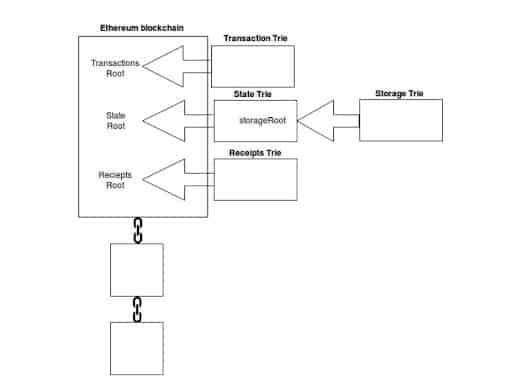 Ethereum blockchain
Transaction Trie
Transactions
Root
State Trie
Storage Trie
State
Root
storageRoot
Receipts Trie
Reciepts
Root